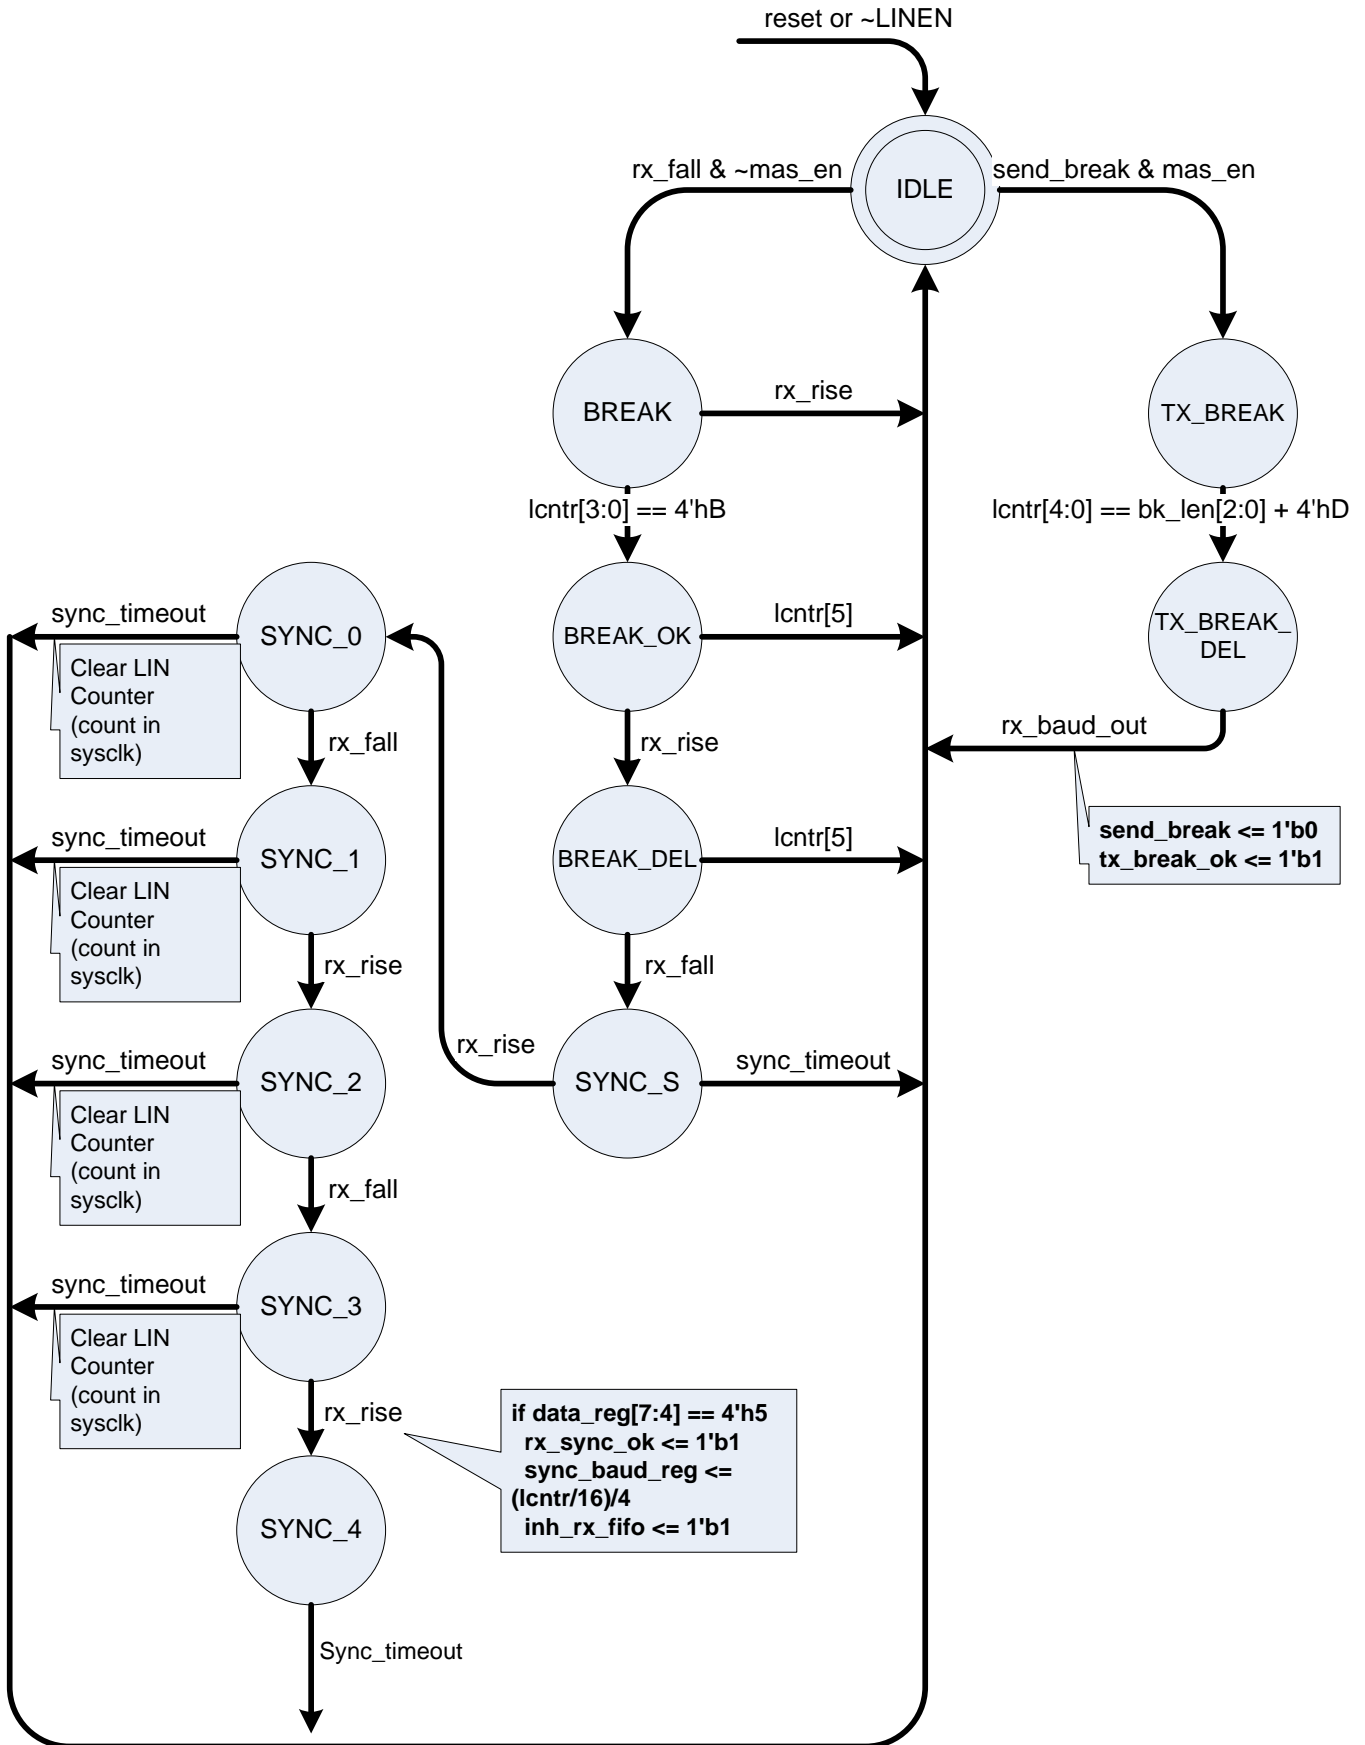 reset or ~LINEN
rx_fall & ~mas_en
IDLE
send_break & mas_en
BREAK
rx_rise
TX_BREAK
lcntr[3:0] == 4'hB
lcntr[4:0] == bk_len[2:0] + 4'hD
sync_timeout
SYNC_0
BREAK_OK
lcntr[5]
TX_BREAK_
DEL
Clear LIN
Counter
(count in
sysclk)
rx_fall
rx_rise
rx_baud_out
sync_timeout
SYNC_1
BREAK_DEL
lcntr[5]
send_break <= 1'b0
tx_break_ok <= 1'b1
Clear LIN
Counter
(count in
sysclk)
rx_rise
rx_fall
sync_timeout
SYNC_2
rx_rise
SYNC_S
sync_timeout
Clear LIN
Counter
(count in
sysclk)
rx_fall
sync_timeout
SYNC_3
Clear LIN
Counter
(count in
sysclk)
rx_rise
if data_reg[7:4] == 4'h5
rx_sync_ok <= 1'b1
sync_baud_reg <=
(lcntr/16)/4
inh_rx_fifo <= 1'b1
SYNC_4
Sync_timeout